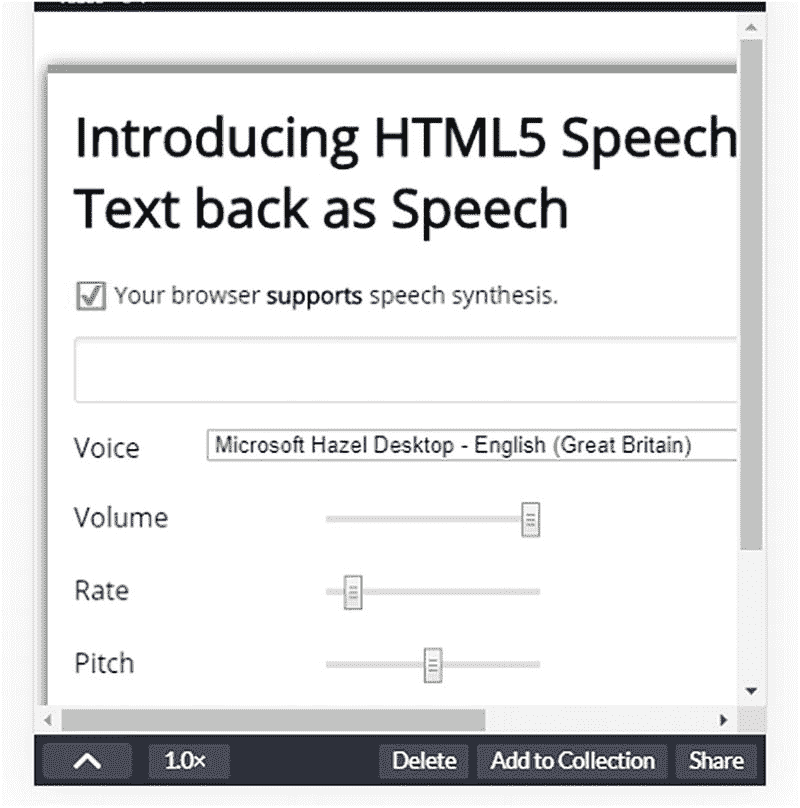 Introducing HTML5 Speech
Text back as Speech
Your browser supports speech synthesis.
Voice
Microsoft Hazel Desktop - English (Great Britain)
Volume
Rate
Pitch
1.0×
Delete
Add to Collection
Share